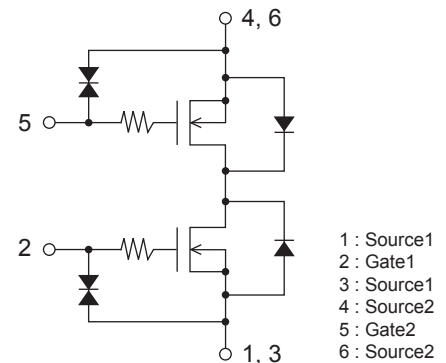 4, 6
5
2
1, 3
1 : Source1
2 : Gate1
3 : Source1
4 : Source2
5 : Gate2
6 : Source2